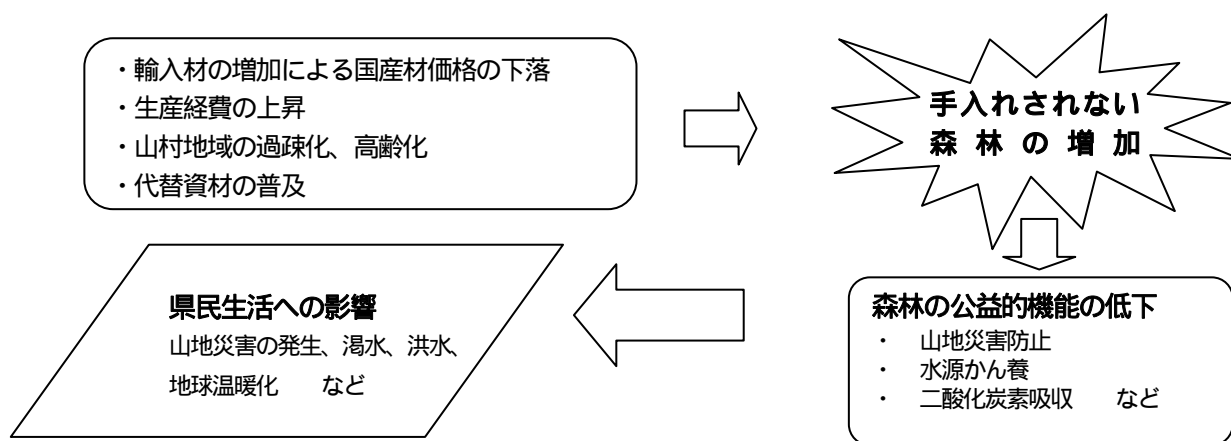 ・輸入材の増加による国産材価格の下落
・生産経費の上昇
・山村地域の過疎化、高齢化
・代替資材の普及
手入れされない
森林の増加
森林の公益的機能の低下
・ 山地災害防止
・ 水源かん養
・ 二酸化炭素吸収 など
県民生活への影響
山地災害の発生、渇水、洪水、
地球温暖化 など